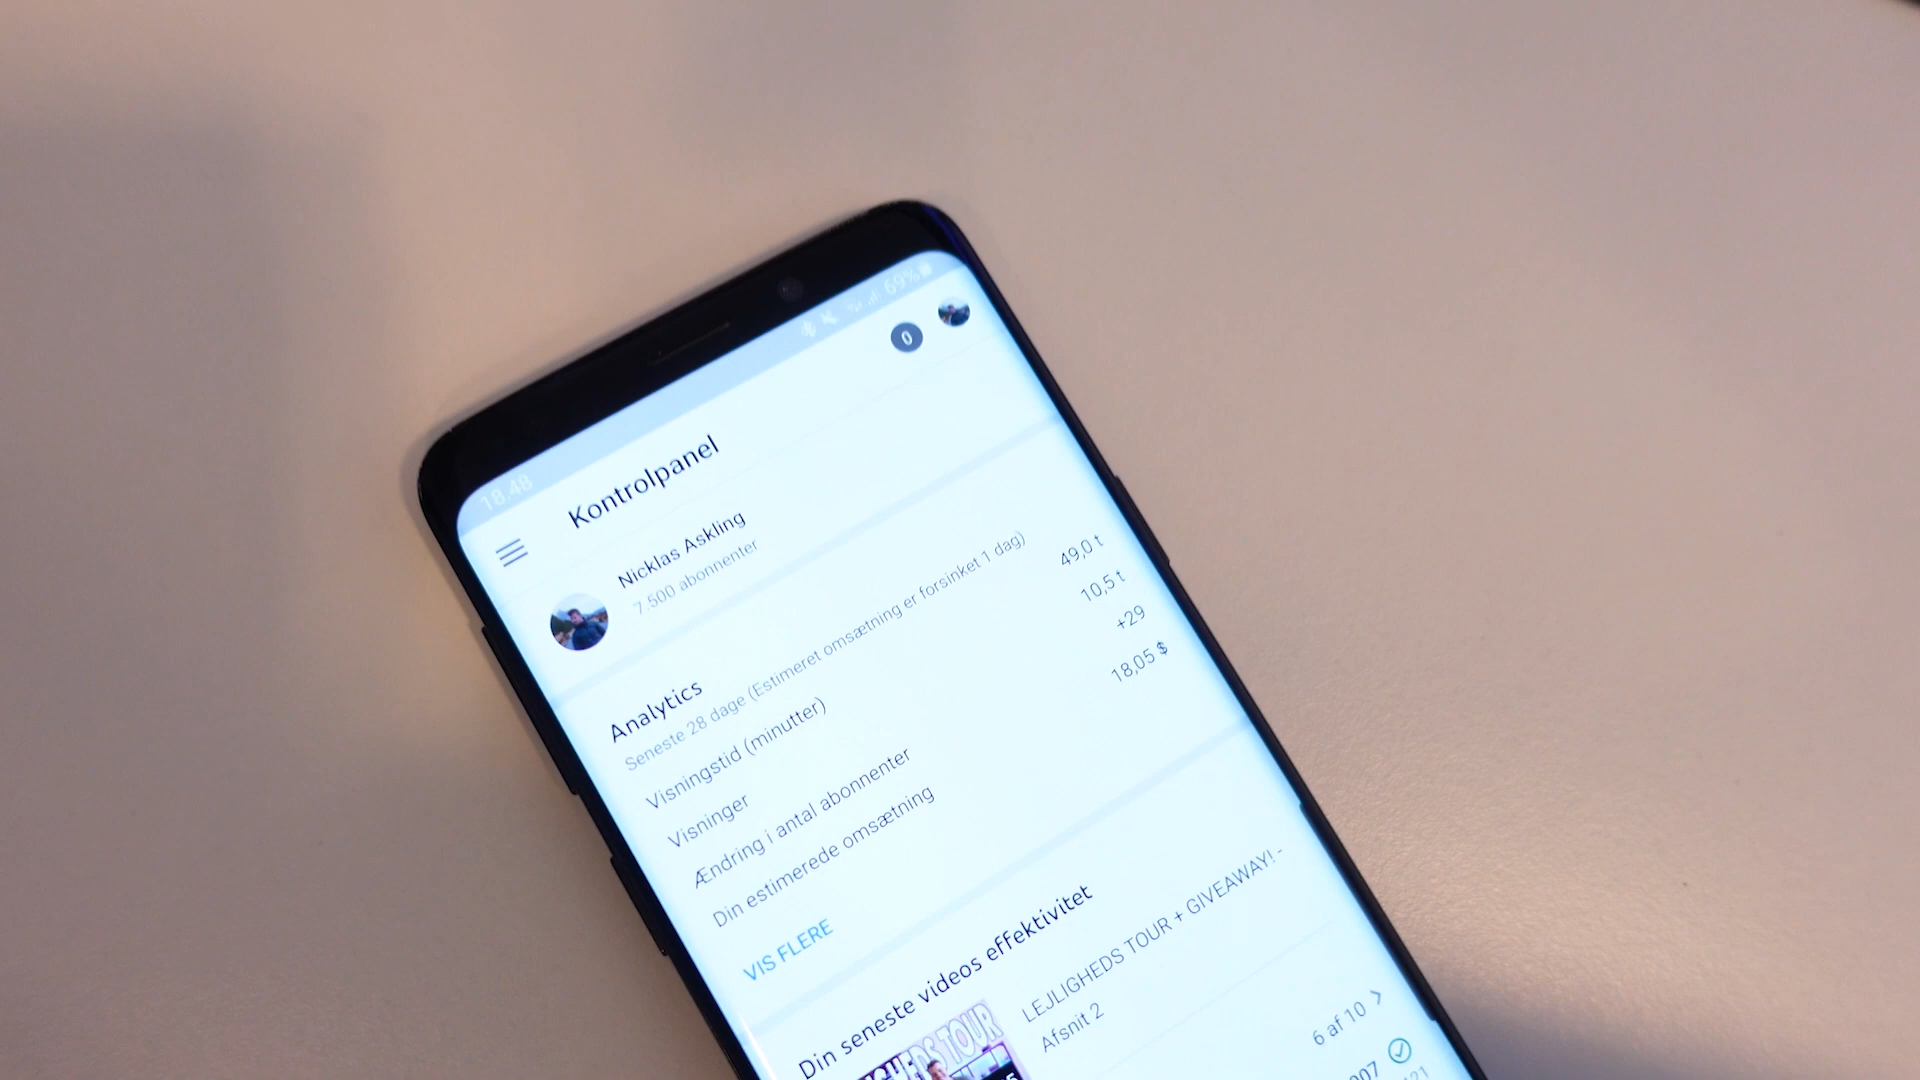 18.48
69%
0
Kontrolpanel
Nicklas Askling
7.500 abonnenter
Analytics
Seneste 28 dage (Estimeret omsætning er forsinket 1 dag)
Visningstid (minutter) 49,0 t
Visninger 10,5 t
Ændring i antal abonnenter +29
Din estimerede omsætning 18,05 $
VIS FLERE
Din seneste videos effektivitet
LEJLIGHEDS TOUR + GIVEAWAY! -
Afsnit 2
6 af 10